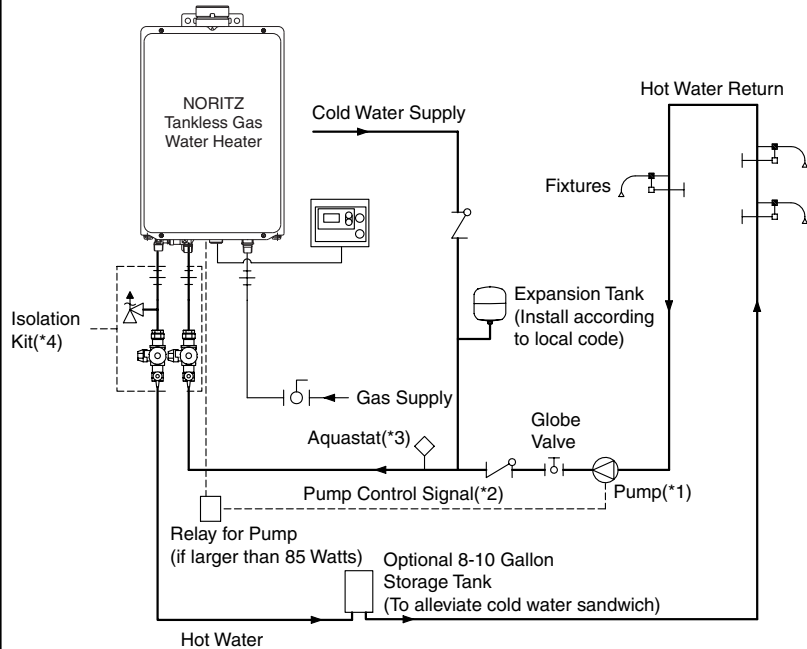 Hot Water Return
NORITZ
Tankless Gas
Water Heater
Cold Water Supply
Fixtures
Expansion Tank
(Install according
to local code)
Isolation
Kit(*4)
Gas Supply
Globe
Valve
Aquastat(*3)
Pump Control Signal(*2)
Pump(*1)
Relay for Pump
(if larger than 85 Watts)
Optional 8-10 Gallon
Storage Tank
(To alleviate cold water sandwich)
Hot Water